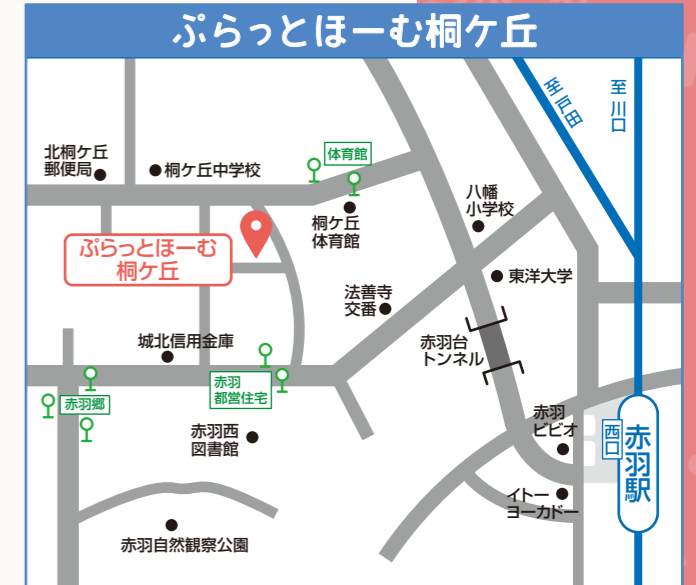 ぷらっとほーむ桐ケ丘
至戸田
至川口
北桐ケ丘
郵便局
桐ケ丘中学校
体育館
八幡
小学校
桐ケ丘
体育館
ぷらっとほーむ
桐ケ丘
東洋大学
法善寺
交番
城北信用金庫
赤羽台
トンネル
赤羽
都営住宅
赤羽郷
赤羽
ビビオ
西口
赤羽駅
赤羽西
図書館
イトー
ヨーカドー
赤羽自然観察公園